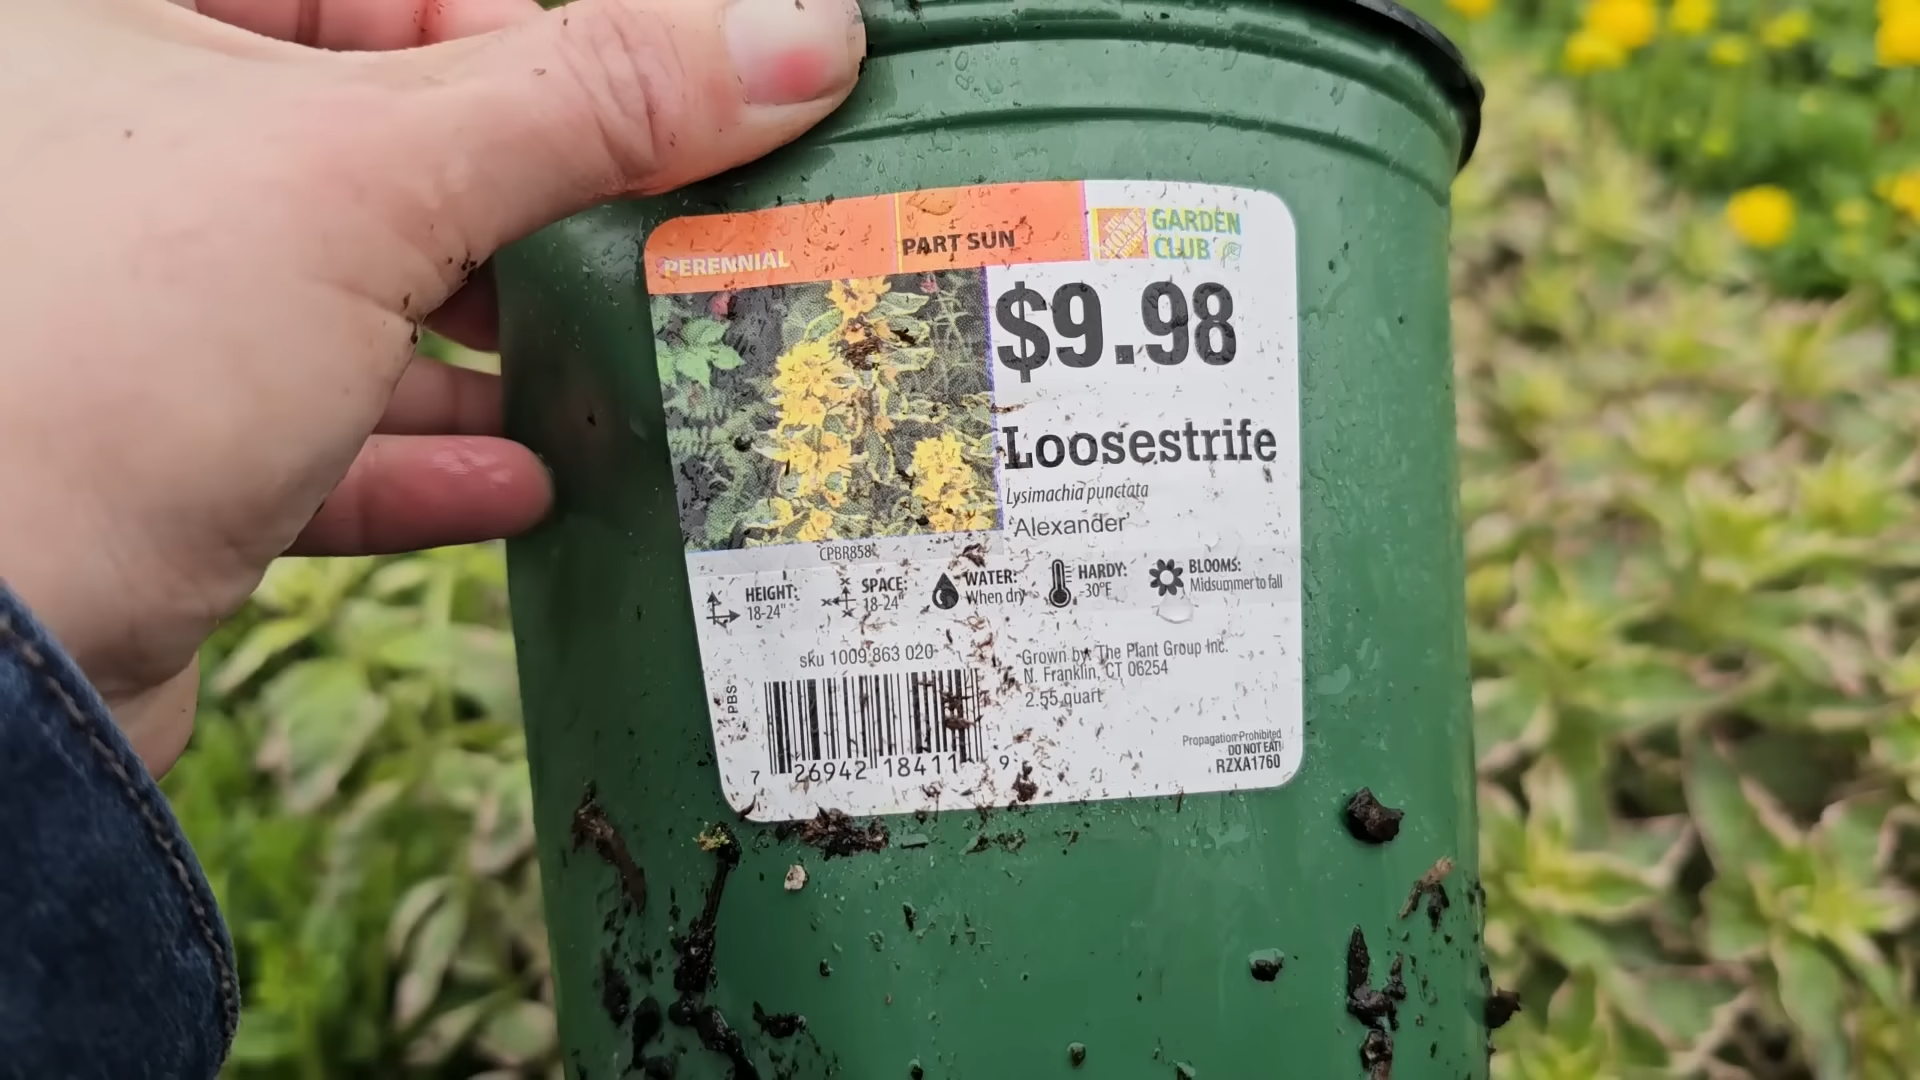 PERENNIAL
PART SUN
THE HOME DEPOT
GARDEN
CLUB
$9.98
Loosestrife
Lysimachia punctata
'Alexander'
CPBR858
HEIGHT:
18-24"
SPACE:
18-24"
WATER:
When dry
HARDY:
-30°F
BLOOMS:
Midsummer to fall
sku 1009 863 020
PBS
7 26942 18411 9
Grown by The Plant Group Inc.
N. Franklin, CT 06254
2.55 quart
Propagation Prohibited
DO NOT EAT!
RZXA1760